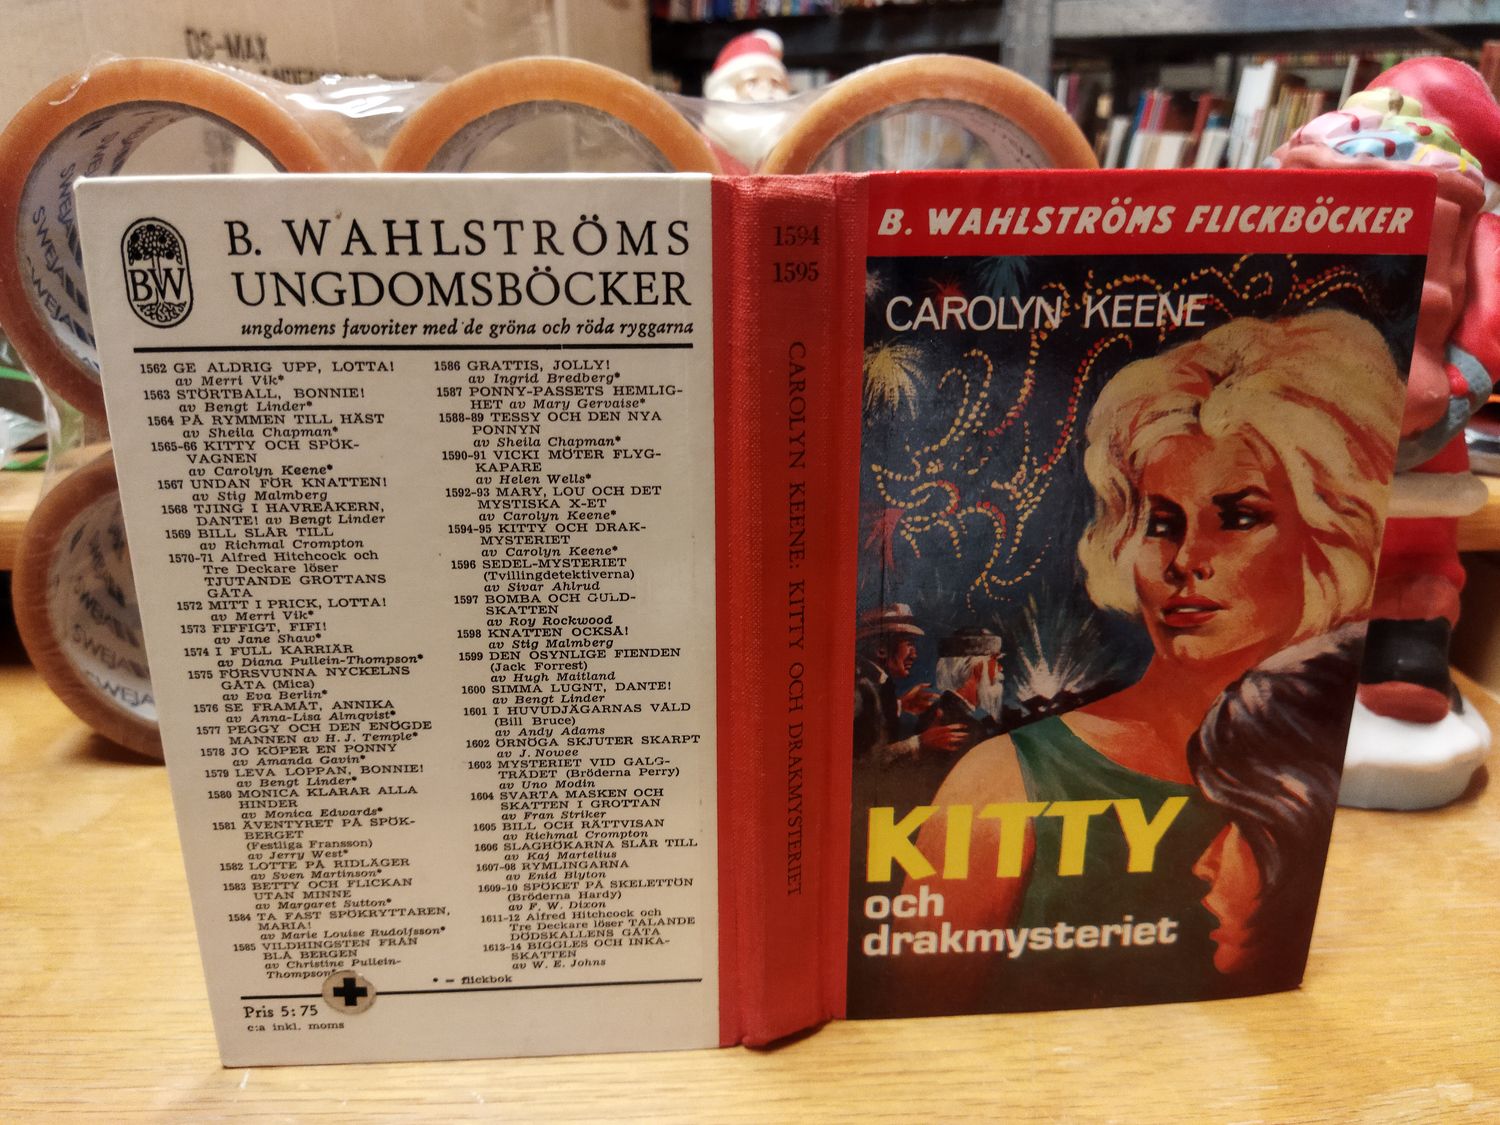 DS-MAX
SWEJA
SWEJA
SWEJA
SWEJA
BW
B. WAHLSTRÖMS
UNGDOMSBÖCKER
ungdomens favoriter med de gröna och röda ryggarna
1562 GE ALDRIG UPP, LOTTA!
av Merri Vik*
1563 STÖRTBALL, BONNIE!
av Bengt Linder*
1564 PÅ RYMMEN TILL HÄST
av Sheila Chapman*
1565-66 KITTY OCH SPÖK-
VAGNEN
av Carolyn Keene*
1567 UNDAN FÖR KNATTEN!
av Stig Malmberg
1568 TJING I HAVREÅKERN,
DANTE! av Bengt Linder
1569 BILL SLÅR TILL
av Richmal Crompton
1570-71 Alfred Hitchcock och
Tre Deckare löser
TJUTANDE GROTTANS
GÅTA
1572 MITT I PRICK, LOTTA!
av Merri Vik*
1573 FIFFIGT, FIFI!
av Jane Shaw*
1574 I FULL KARRIÄR
av Diana Pullein-Thompson*
1575 FÖRSVUNNA NYCKELNS
GÅTA (Mica)
av Eva Berlin*
1576 SE FRAMÅT, ANNIKA
av Anna-Lisa Almqvist*
1577 PEGGY OCH DEN ENÖGDE
MANNEN av H. J. Temple*
1578 JO KÖPER EN PONNY
av Amanda Gavin*
1579 LEVA LOPPAN, BONNIE!
av Bengt Linder*
1580 MONICA KLARAR ALLA
HINDER
av Monica Edwards*
1581 ÄVENTYRET PÅ SPÖK-
BERGET
(Festliga Fransson)
av Jerry West*
1582 LOTTE PÅ RIDLÄGER
av Sven Martinson*
1583 BETTY OCH FLICKAN
UTAN MINNE
av Margaret Sutton*
1584 TA FAST SPÖKRYTTAREN,
MARIA!
av Marie Louise Rudolfsson*
1585 VILDHINGSTEN FRÅN
BLÅ BERGEN
av Christine Pullein-
Thompson*
1586 GRATTIS, JOLLY!
av Ingrid Bredberg*
1587 PONNY-PASSETS HEMLIG-
HET av Mary Gervaise*
1588-89 TESSY OCH DEN NYA
PONNYN
av Sheila Chapman*
1590-91 VICKI MÖTER FLYG-
KAPARE
av Helen Wells*
1592-93 MARY, LOU OCH DET
MYSTISKA X-ET
av Carolyn Keene*
1594-95 KITTY OCH DRAK-
MYSTERIET
av Carolyn Keene*
1596 SEDEL-MYSTERIET
(Tvillingdetektiverna)
av Sivar Ahlrud
1597 BOMBA OCH GULD-
SKATTEN
av Roy Rockwood
1598 KNATTEN OCKSÅ!
av Stig Malmberg
1599 DEN OSYNLIGE FIENDEN
(Jack Forrest)
av Hugh Maitland
1600 SIMMA LUGNT, DANTE!
av Bengt Linder
1601 I HUVUDJÄGARNAS VÅLD
(Bill Bruce)
av Andy Adams
1602 ÖRNÖGA SKJUTER SKARPT
av J. Nowee
1603 MYSTERIET VID GALG-
TRÄDET (Bröderna Perry)
av Uno Modin
1604 SVARTA MASKEN OCH
SKATTEN I GROTTAN
av Fran Striker
1605 BILL OCH RÄTTVISAN
av Richmal Crompton
1606 SLAGHÖKARNA SLÅR TILL
av Kaj Martelius
1607-08 RYMLINGARNA
av Enid Blyton
1609-10 SPÖKET PÅ SKELETTÖN
(Bröderna Hardy)
av F. W. Dixon
1611-12 Alfred Hitchcock och
Tre Deckare löser TALANDE
DÖDSKALLENS GÅTA
1613-14 BIGGLES OCH INKA-
SKATTEN
av W. E. Johns
* = flickbok
Pris 5:75
c:a inkl. moms
1594
1595
CAROLYN KEENE: KITTY OCH DRAKMYSTERIET
B. WAHLSTRÖMS FLICKBÖCKER
CAROLYN KEENE
KITTY
och
drakmysteriet